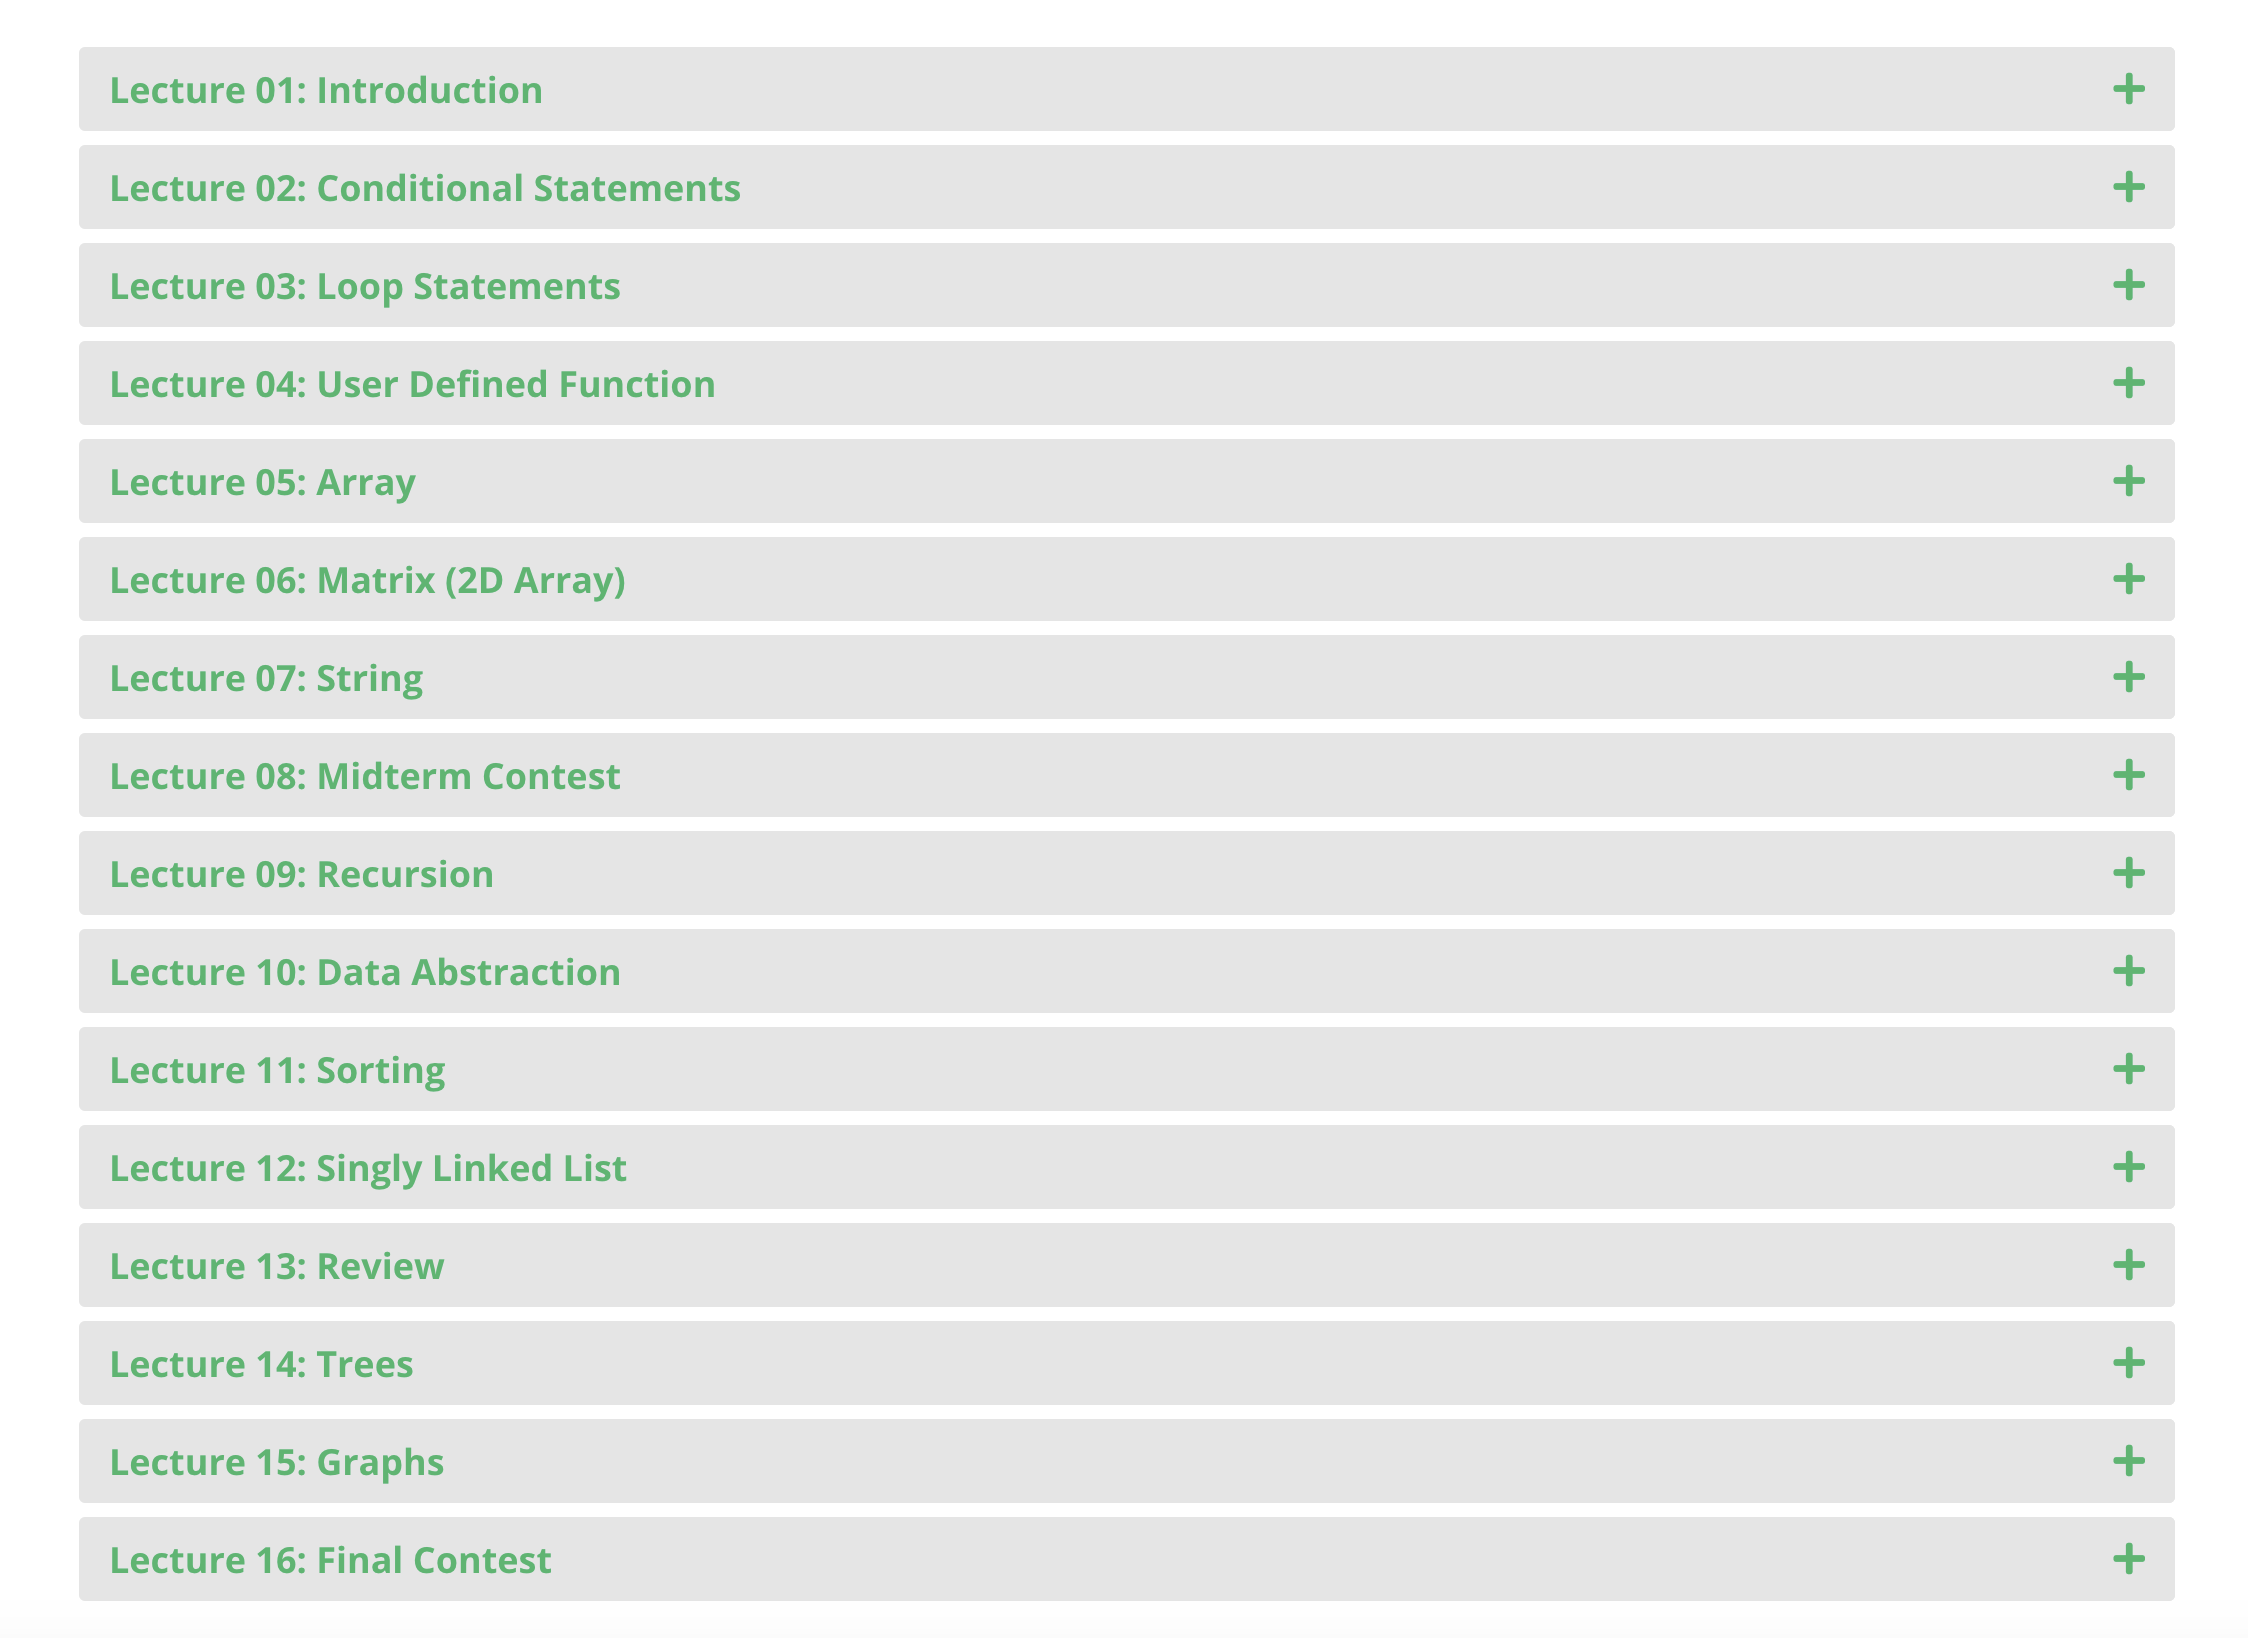 Lecture 01: Introduction
Lecture 02: Conditional Statements
Lecture 03: Loop Statements
Lecture 04: User Defined Function
Lecture 05: Array
Lecture 06: Matrix (2D Array)
Lecture 07: String
Lecture 08: Midterm Contest
Lecture 09: Recursion
Lecture 10: Data Abstraction
Lecture 11: Sorting
Lecture 12: Singly Linked List
Lecture 13: Review
Lecture 14: Trees
Lecture 15: Graphs
Lecture 16: Final Contest